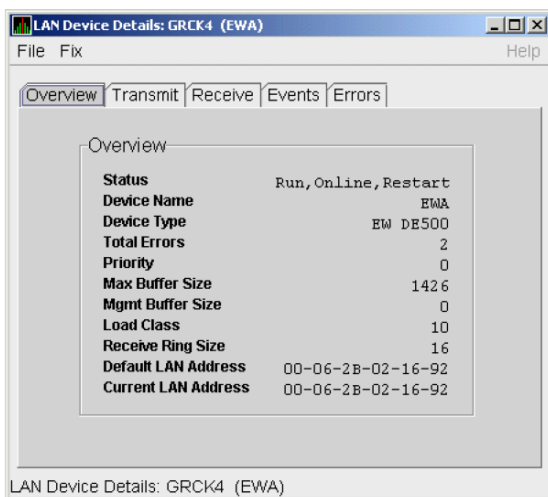 LAN Device Details: GRCK4 (EWA)
File Fix Help
Overview Transmit Receive Events Errors
Overview
Status Run,Online,Restart
Device Name EWA
Device Type EW DE500
Total Errors 2
Priority 0
Max Buffer Size 1426
Mgmt Buffer Size 0
Load Class 10
Receive Ring Size 16
Default LAN Address 00-06-2B-02-16-92
Current LAN Address 00-06-2B-02-16-92
LAN Device Details: GRCK4 (EWA)